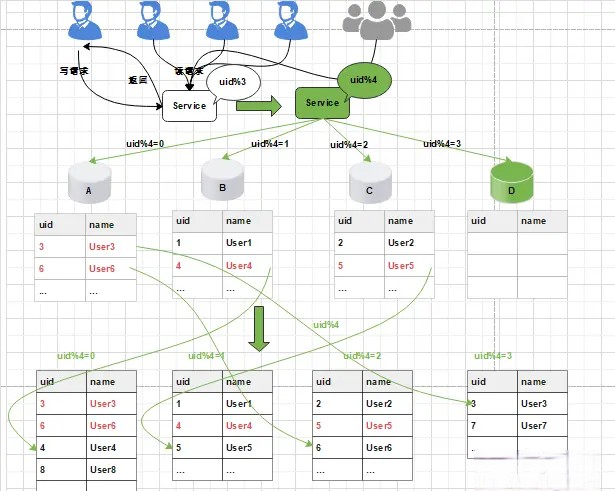 写请求
返回
读请求
uid%3
uid%4
Service
Service
uid%4=0
uid%4=1
uid%4=2
uid%4=3
A
B
C
D
uid name
3 User3
6 User6
... ...
uid name
1 User1
4 User4
... ...
uid name
2 User2
5 User5
... ...
uid name
uid%4
uid%4=0
uid%4=1
uid%4=2
uid%4=3
uid name
3 User3
6 User6
4 User4
8 User8
uid name
1 User1
4 User4
5 User5
... ...
uid name
2 User2
5 User5
6 User6
... ...
uid name
3 User3
7 User7
.